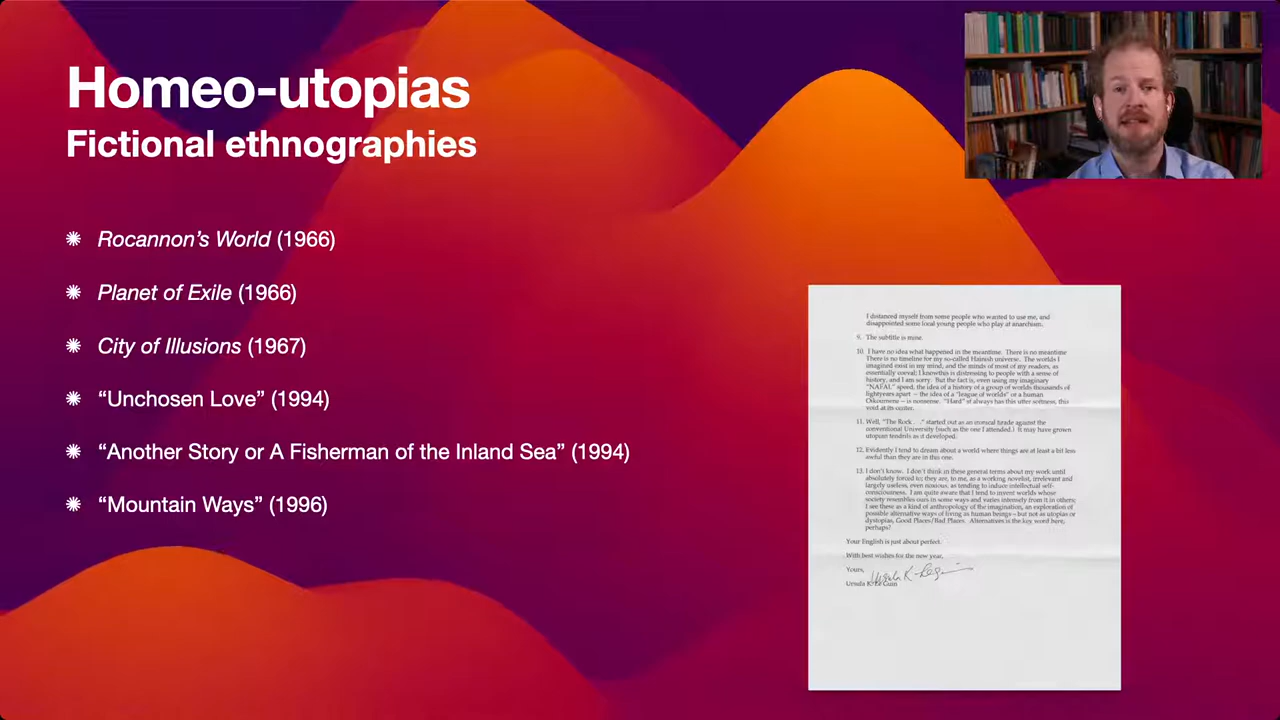 Homeo-utopias
Fictional ethnographies
Rocannon's World (1966)
Planet of Exile (1966)
City of Illusions (1967)
“Unchosen Love” (1994)
“Another Story or A Fisherman of the Inland Sea” (1994)
“Mountain Ways” (1996)
I distanced myself from some people who wanted to use me, and
disappointed some local young people who play at anarchism.
9. The subtitle is mine.
10. I have no idea what happened in the meantime. There is no meantime
There is no timeline for my so-called Hainish universe. The worlds I
imagined exist in my mind, and the minds of most of my readers, as
essentially coeval; I know this is distressing to people with a sense of
history, and I am sorry. But the fact is, even using my imaginary
"NAFAL" speed, the idea of a history of a group of worlds thousands of
lightyears apart – the idea of a "league of worlds" or a human
Oikoumene – is nonsense. "Hard" sf always has this utter softness, this
void at its center.
11. Well, "The Rock . ." started out as an ironical tirade against the
conventional University (such as the one I attended.) It may have grown
utopian tendrils as it developed.
12. Evidently I tend to dream about a world where things are at least a bit less
awful than they are in this one.
13. I don't know. I don't think in these general terms about my work until
absolutely forced to; they are, to me, as a working novelist, irrelevant and
largely useless, even noxious, as tending to induce intellectual self-
consciousness. I am quite aware that I tend to invent worlds whose
society resembles ours in some ways and varies intensely from it in others;
I see these as a kind of anthropology of the imagination, an exploration of
possible alternative ways of living as human beings – but not as utopias or
dystopias, Good Places/Bad Places. Alternative is the key word here,
perhaps?
Your English is just about perfect.
With best wishes for the new year,
Yours,
Ursula K. Le Guin
Ursula K. Le Guin